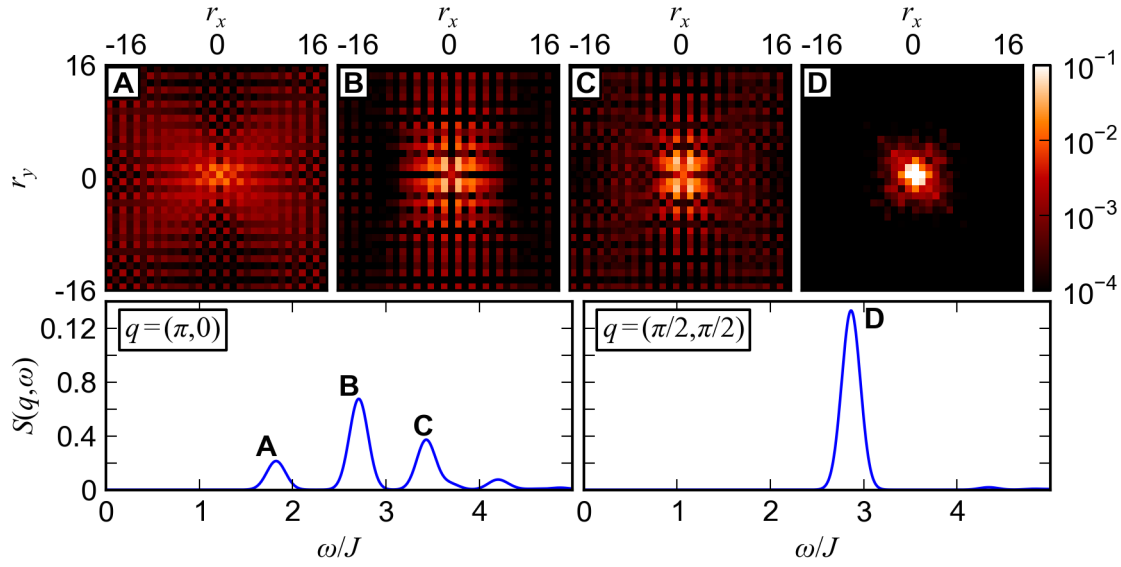 r_x r_x r_x r_x
-16 0 16 -16 0 16 -16 0 16 -16 0 16
16 A B C D 10⁻¹
10⁻²
r_y 0
10⁻³
-16 10⁻⁴
0.12 q=(π,0) q=(π/2,π/2) D
0.8 B
S(q,ω)
0.4 A C
0
0 1 2 3 4 0 1 2 3 4
ω/J ω/J